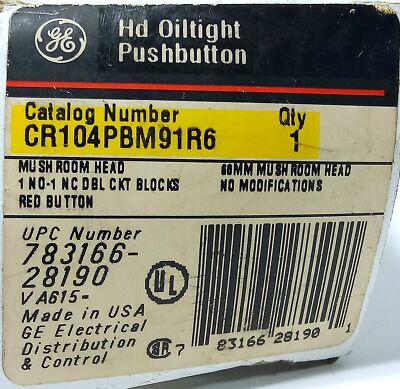 GE
Hd Oiltight
Pushbutton
Catalog Number Qty
CR104PBM91R6 1
MUSHROOM HEAD 60MM MUSHROOM HEAD
1 NO-1 NC DBL CKT BLOCKS NO MODIFICATIONS
RED BUTTON
UPC Number
783166-
28190
VA615-
Made in USA
GE Electrical
Distribution
& Control
UL
7 83166 28190 1